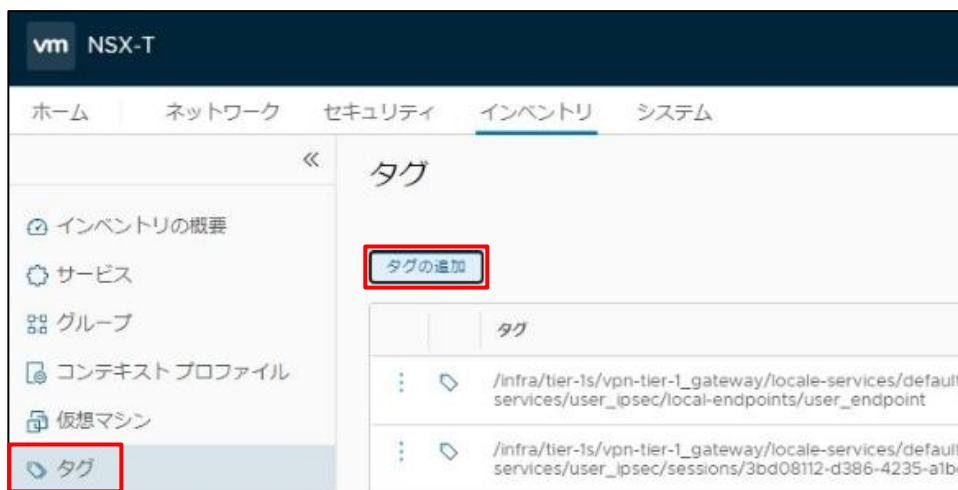 vm NSX-T
ホーム ネットワーク セキュリティ インベントリ システム
«
タグ
インベントリの概要
サービス
グループ
コンテキスト プロファイル
仮想マシン
タグ
タグの追加
タグ
/infra/tier-1s/vpn-tier-1_gateway/locale-services/default
services/user_ipsec/local-endpoints/user_endpoint
/infra/tier-1s/vpn-tier-1_gateway/locale-services/default
services/user_ipsec/sessions/3bd08112-d386-4235-a1b